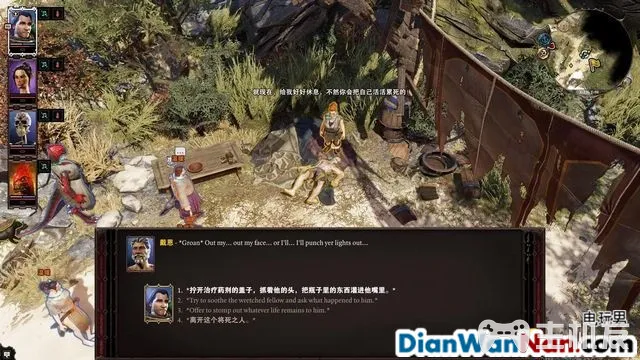 就现在，给我好好休息，不然你会把自己活活累死的！
戴恩 - *Groan* Out my... out my face... or I'll... I'll punch yer lights out...
1. *拧开治疗药剂的盖子，抓着他的头，把瓶子里的东西灌进他嘴里。*
2. *Try to soothe the wretched fellow and ask what happened to him.*
3. *Offer to stomp out whatever life remains to him.*
4. *离开这个将死之人。*
电玩男
DianWanNan.com